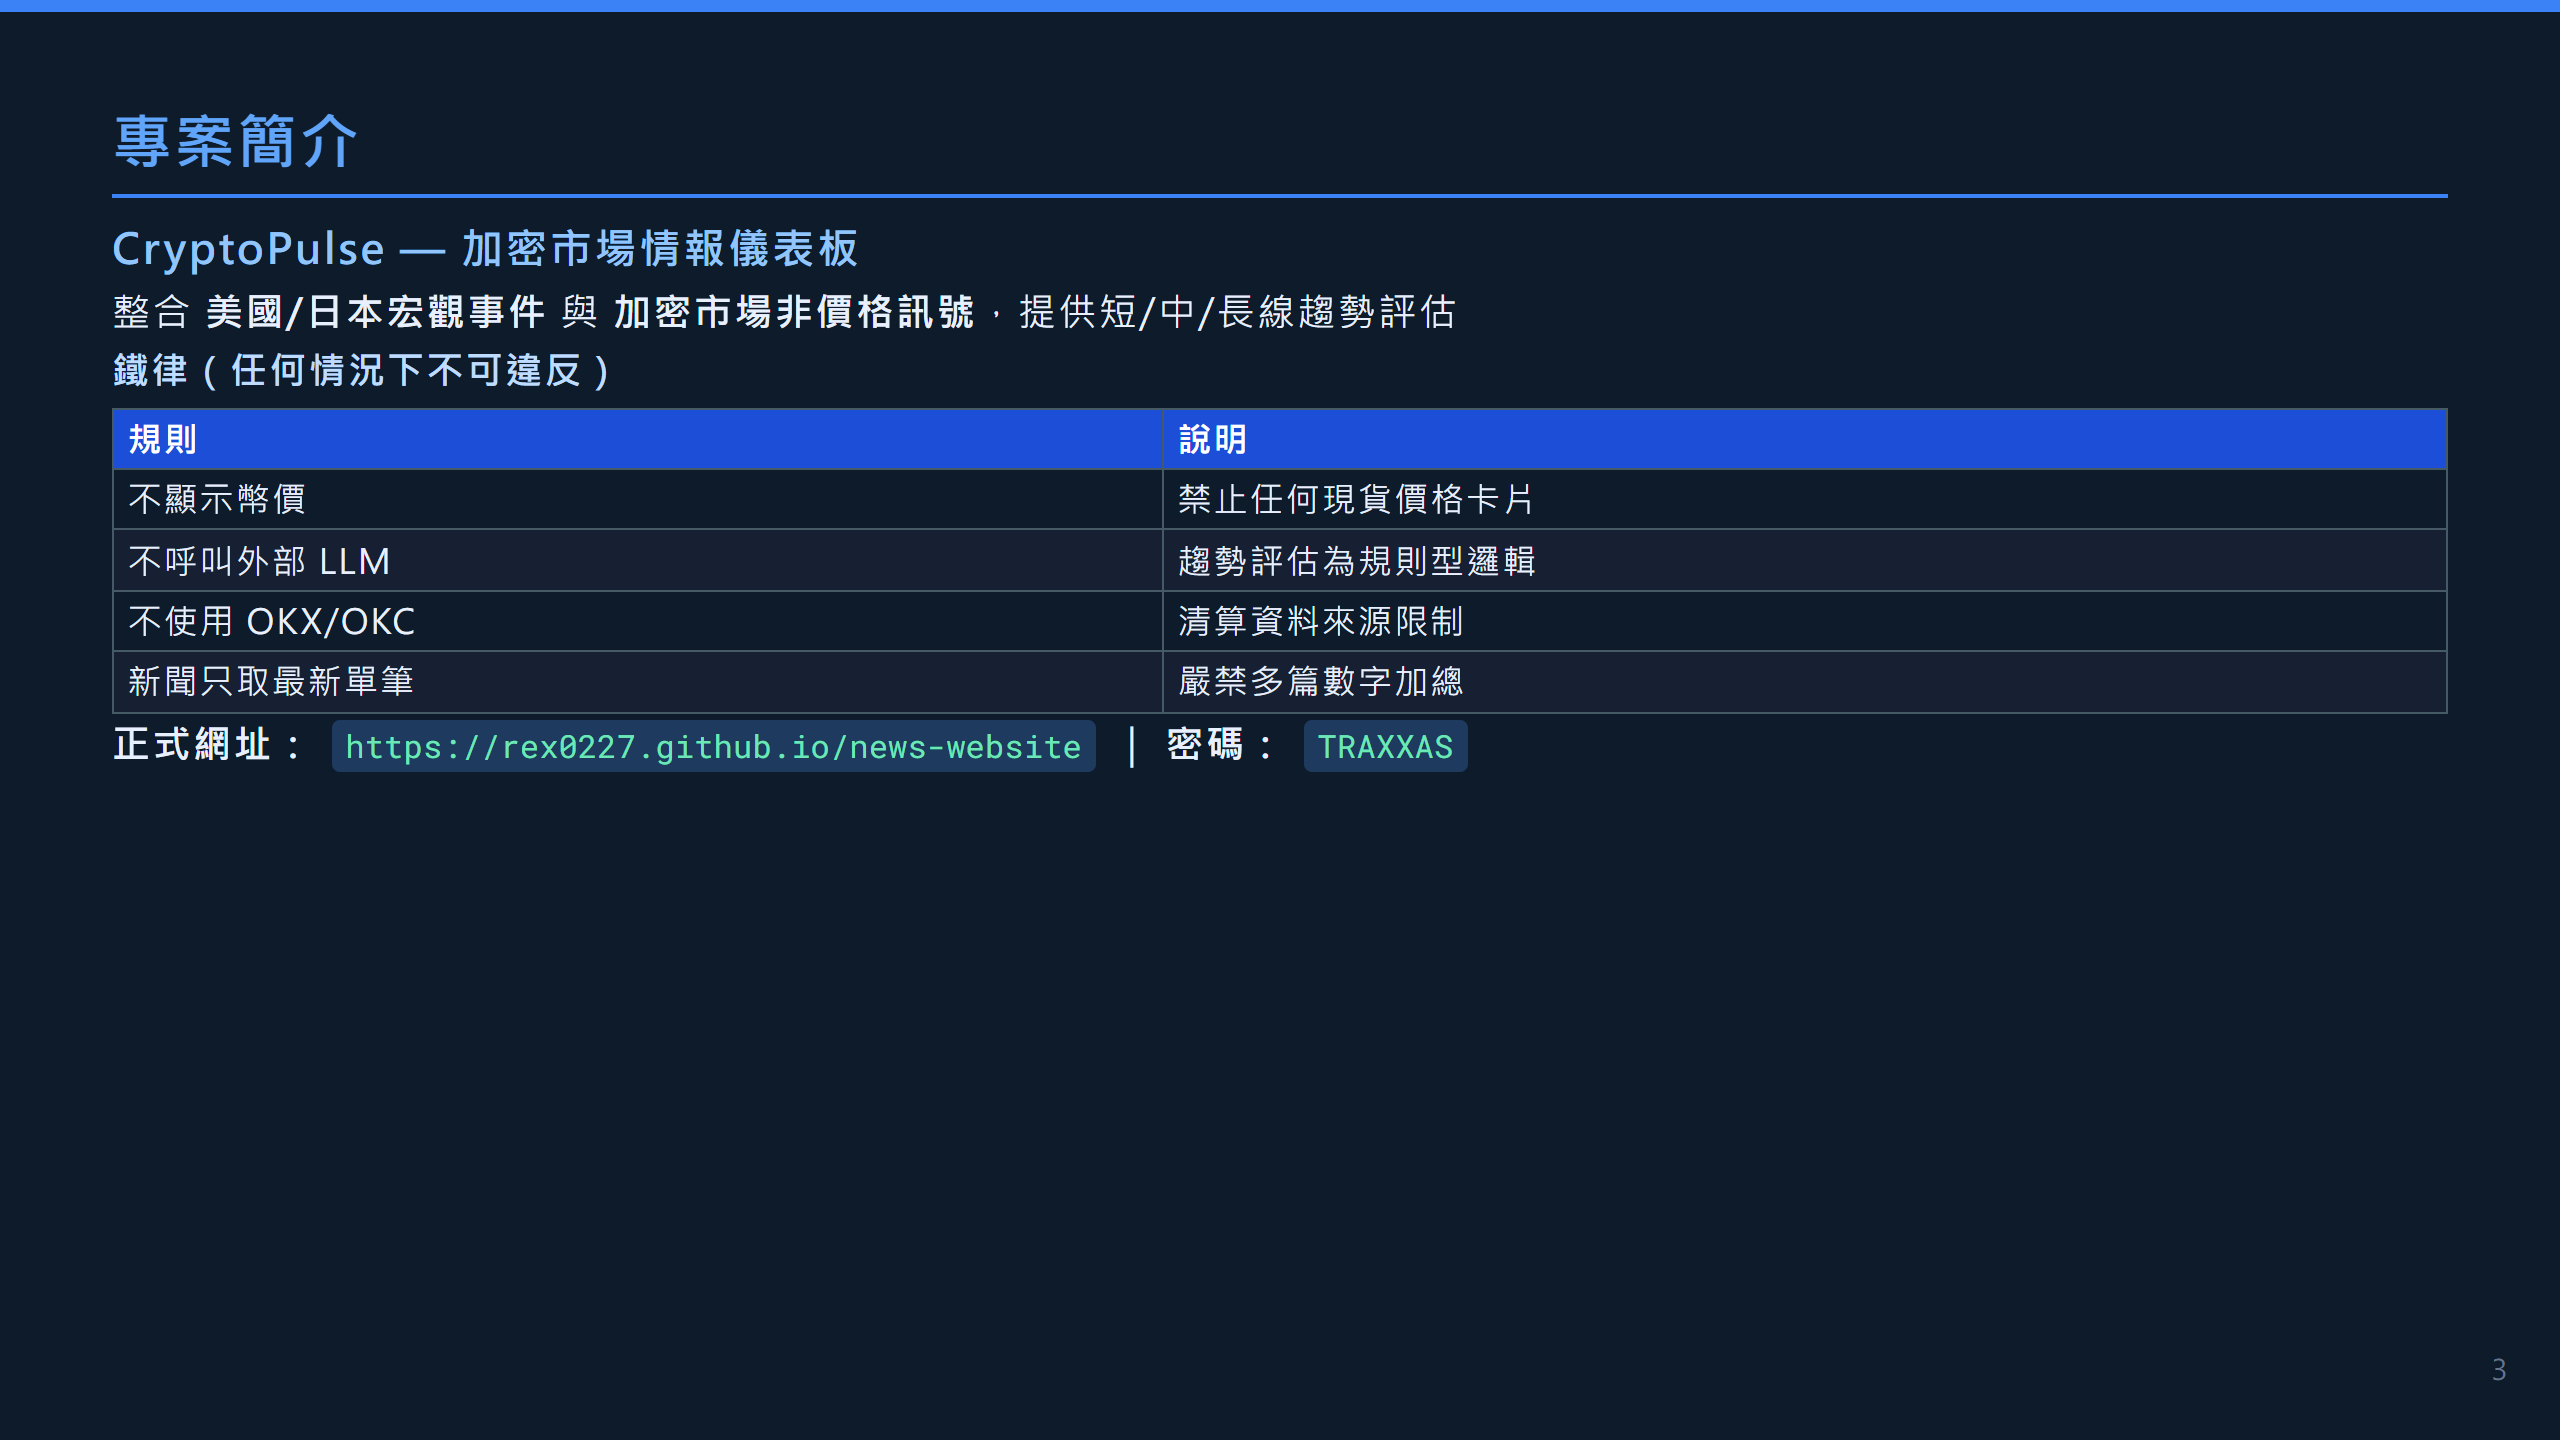 專案簡介
CryptoPulse — 加密市場情報儀表板
整合 美國/日本宏觀事件 與 加密市場非價格訊號，提供短/中/長線趨勢評估
鐵律（任何情況下不可違反）
規則 說明
不顯示幣價 禁止任何現貨價格卡片
不呼叫外部 LLM 趨勢評估為規則型邏輯
不使用 OKX/OKC 清算資料來源限制
新聞只取最新單筆 嚴禁多篇數字加總
正式網址： https://rex0227.github.io/news-website | 密碼： TRAXXAS
3